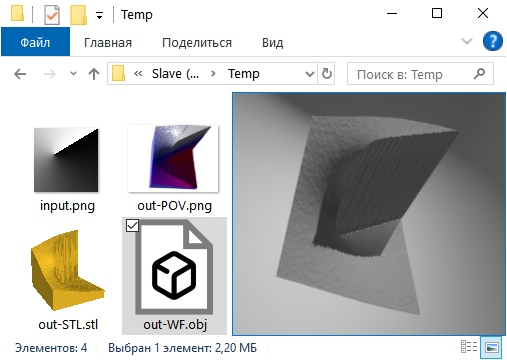 Temp
Файл Главная Поделиться Вид
Slave (... Temp Поиск в: Temp
input.png out-POV.png
out-STL.stl out-WF.obj
Элементов: 4 Выбран 1 элемент: 2,20 МБ